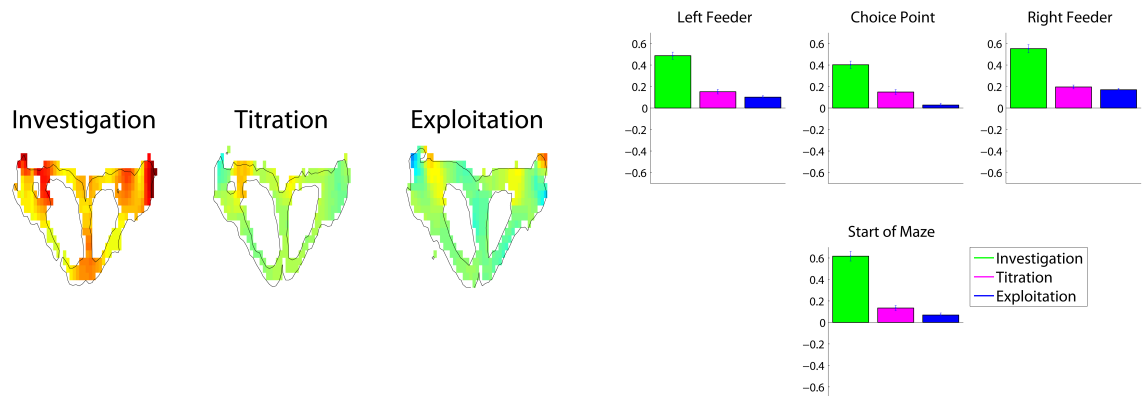 Investigation
Titration
Exploitation
Left Feeder
0.6
0.4
0.2
0
−0.2
−0.4
−0.6
Choice Point
0.6
0.4
0.2
0
−0.2
−0.4
−0.6
Right Feeder
0.6
0.4
0.2
0
−0.2
−0.4
−0.6
Start of Maze
0.6
0.4
0.2
0
−0.2
−0.4
−0.6
Investigation
Titration
Exploitation